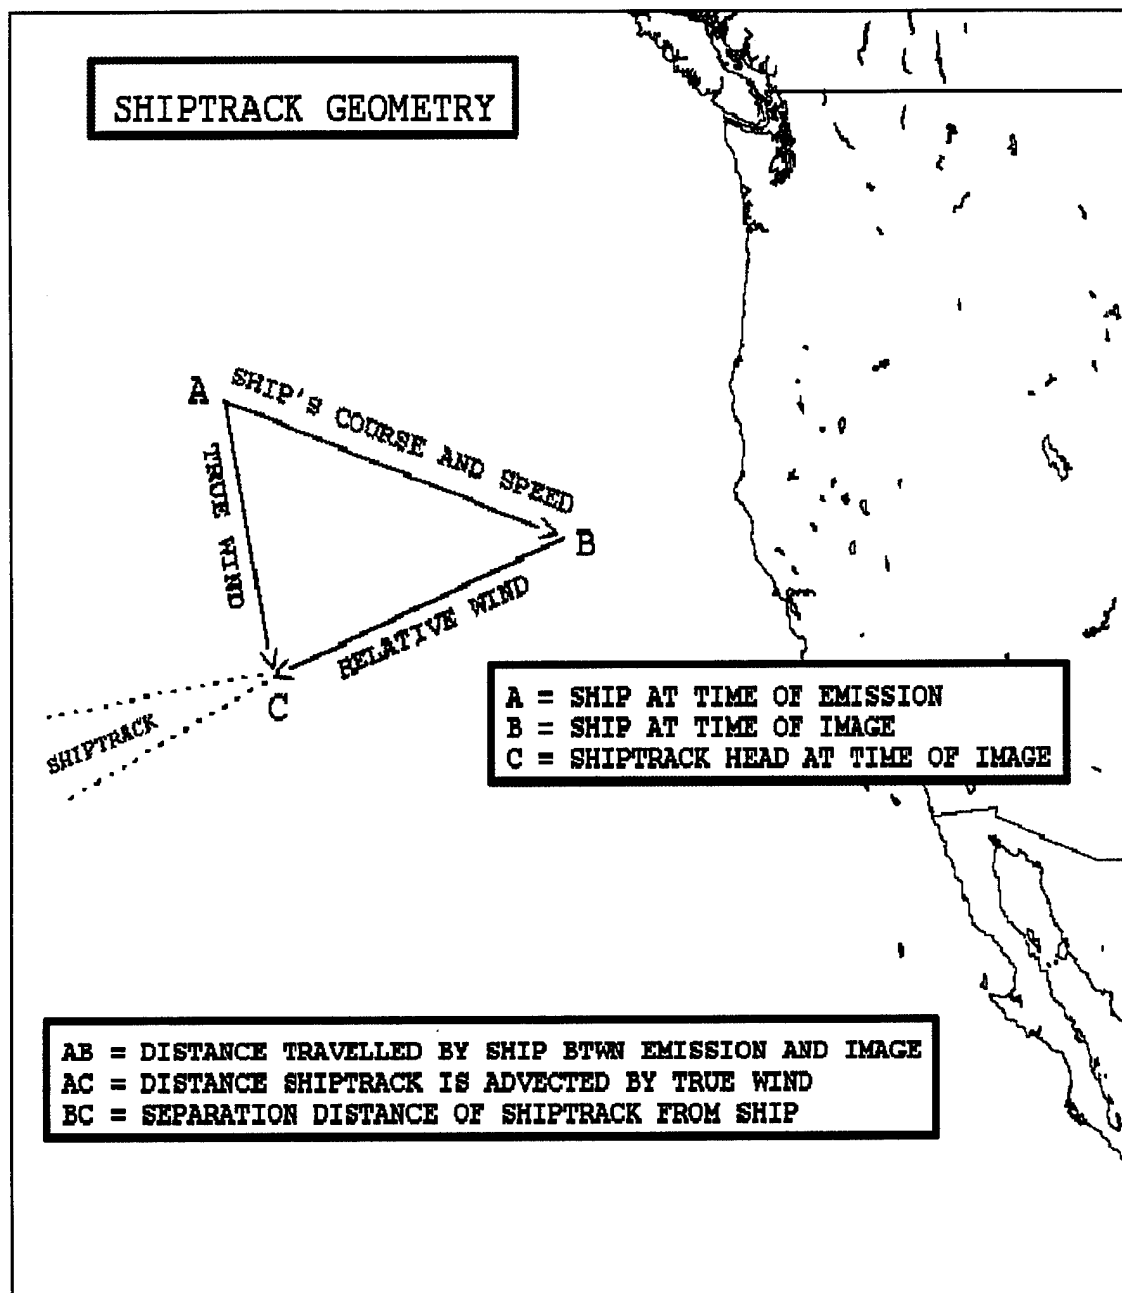 SHIPTRACK GEOMETRY
A
SHIP'S COURSE AND SPEED
TRUE WIND
B
RELATIVE WIND
C
SHIPTRACK
A = SHIP AT TIME OF EMISSION
B = SHIP AT TIME OF IMAGE
C = SHIPTRACK HEAD AT TIME OF IMAGE
AB = DISTANCE TRAVELLED BY SHIP BTWN EMISSION AND IMAGE
AC = DISTANCE SHIPTRACK IS ADVECTED BY TRUE WIND
BC = SEPARATION DISTANCE OF SHIPTRACK FROM SHIP